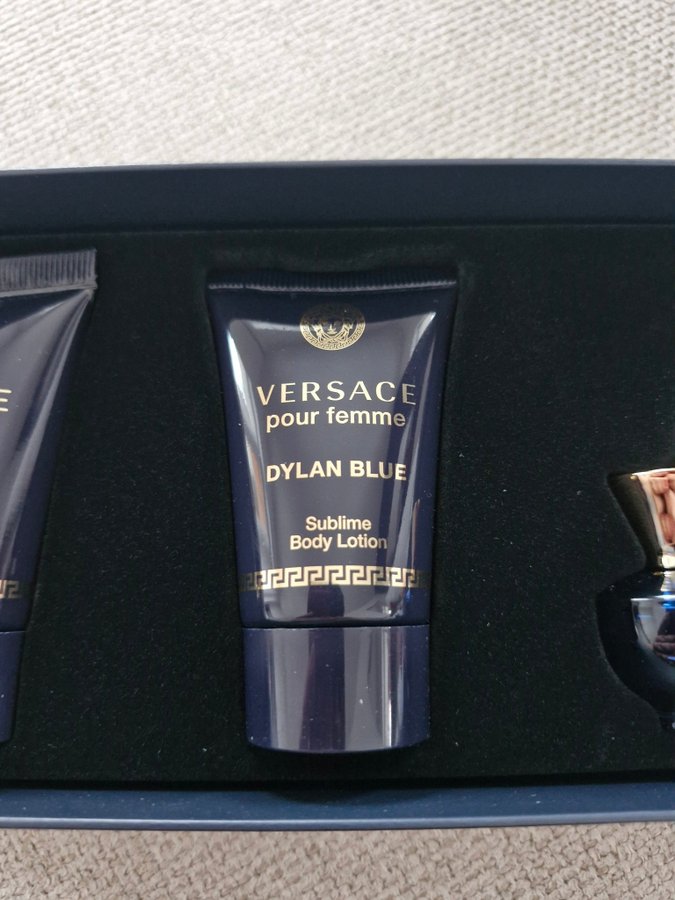 VERSACE
pour femme
DYLAN BLUE
Sublime
Body Lotion
E